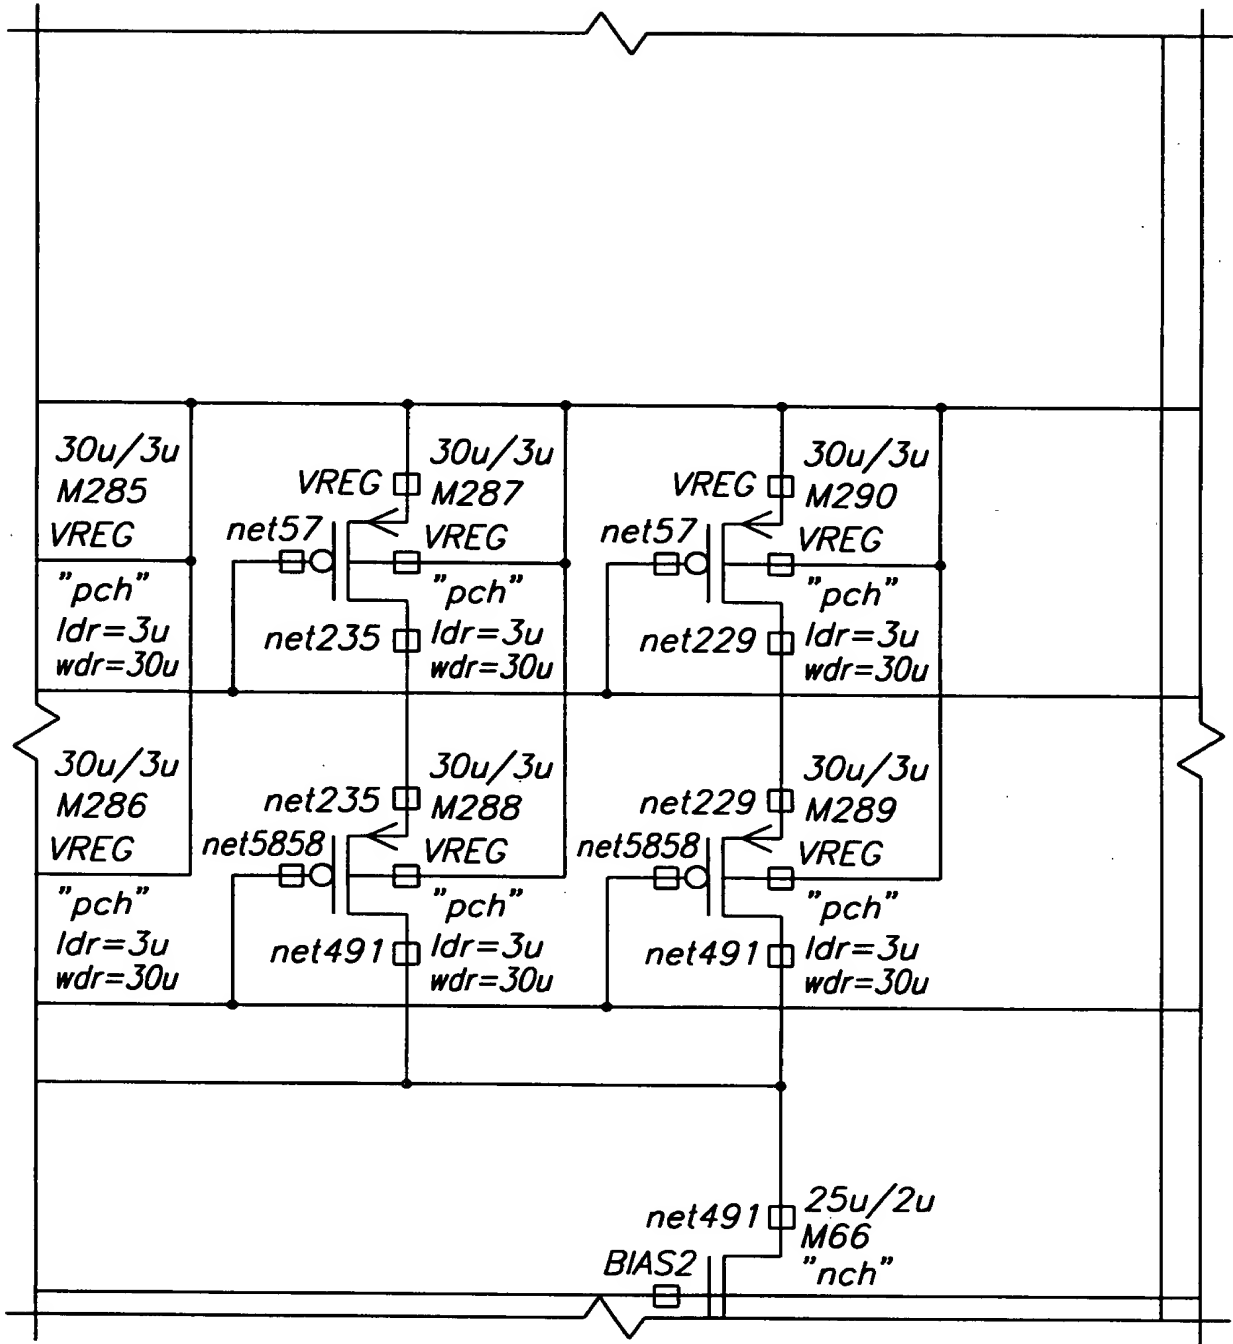 30u/3u
M285
VREG
"pch"
ldr=3u
wdr=30u
VREG
30u/3u
M287
net57
VREG
"pch"
net235
ldr=3u
wdr=30u
VREG
30u/3u
M290
net57
VREG
"pch"
net229
ldr=3u
wdr=30u
30u/3u
M286
VREG
"pch"
ldr=3u
wdr=30u
net235
30u/3u
M288
net5858
VREG
"pch"
net491
ldr=3u
wdr=30u
net229
30u/3u
M289
net5858
VREG
"pch"
net491
ldr=3u
wdr=30u
net491
25u/2u
M66
"nch"
BIAS2